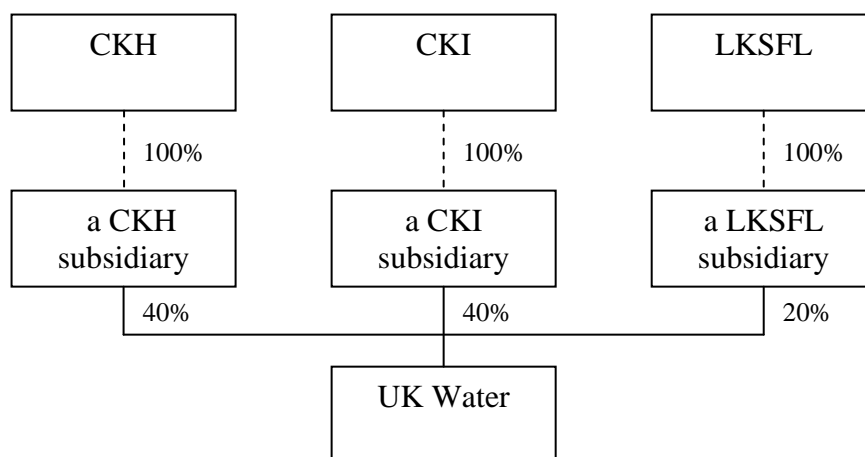 CKH
CKI
LKSFL
100%
100%
100%
a CKH
subsidiary
a CKI
subsidiary
a LKSFL
subsidiary
40%
40%
20%
UK Water